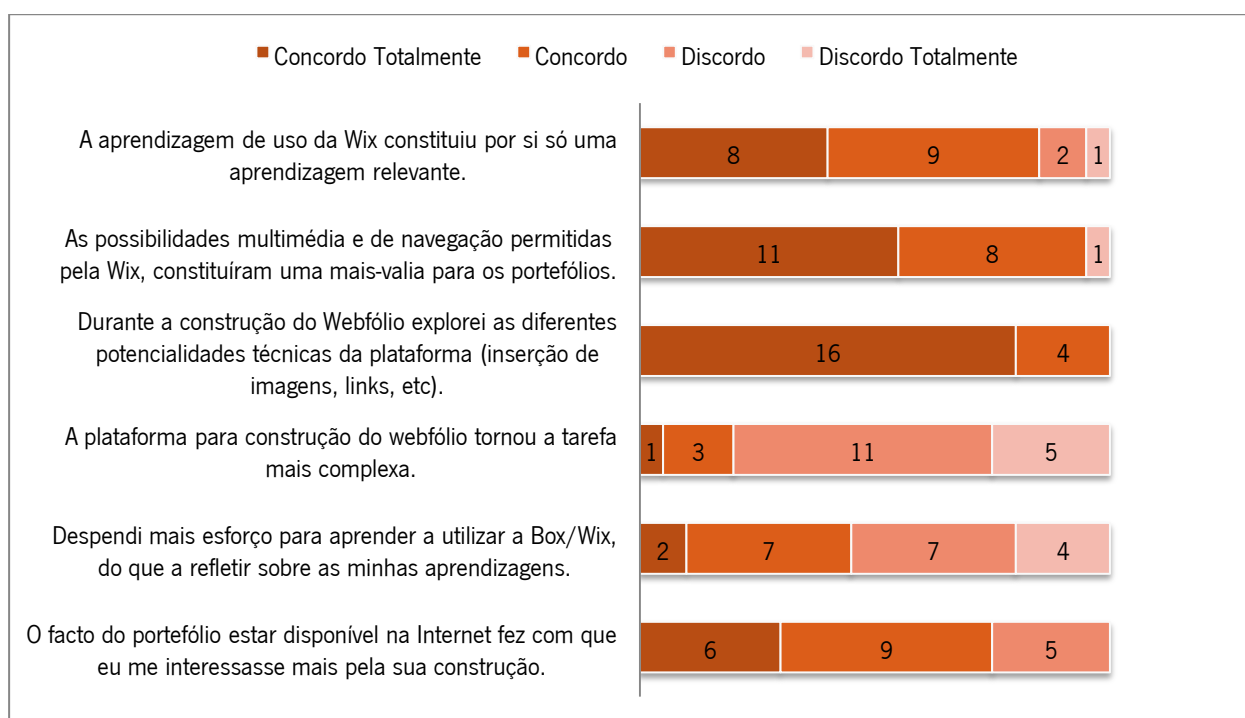 Concordo Totalmente Concordo Discordo Discordo Totalmente
A aprendizagem de uso da Wix constituiu por si só uma
aprendizagem relevante.
8 9 2 1
As possibilidades multimédia e de navegação permitidas
pela Wix, constituíram uma mais-valia para os portefólios.
11 8 1
Durante a construção do Webfólio explorei as diferentes
potencialidades técnicas da plataforma (inserção de
imagens, links, etc).
16 4
A plataforma para construção do webfólio tornou a tarefa
mais complexa.
1 3 11 5
Despendi mais esforço para aprender a utilizar a Box/Wix,
do que a refletir sobre as minhas aprendizagens.
2 7 7 4
O facto do portefólio estar disponível na Internet fez com que
eu me interessasse mais pela sua construção.
6 9 5